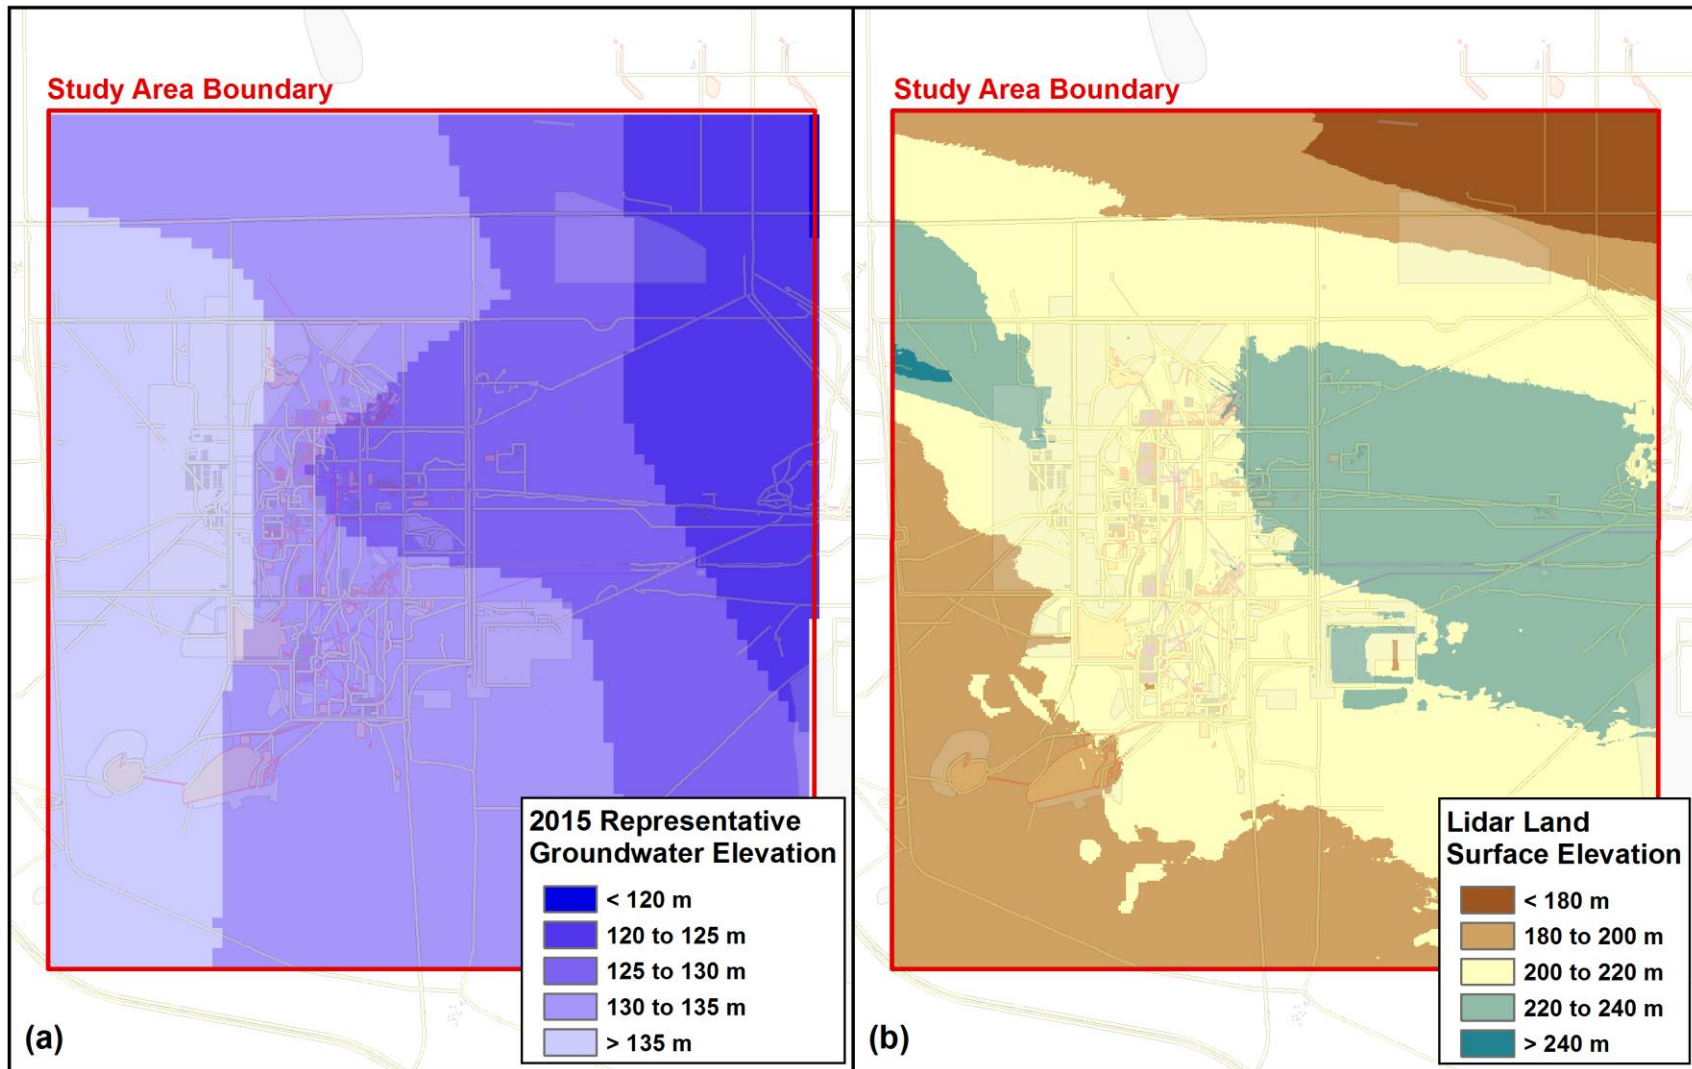 Study Area Boundary
2015 Representative
Groundwater Elevation
< 120 m
120 to 125 m
125 to 130 m
130 to 135 m
> 135 m
(a)
Study Area Boundary
Lidar Land
Surface Elevation
< 180 m
180 to 200 m
200 to 220 m
220 to 240 m
> 240 m
(b)